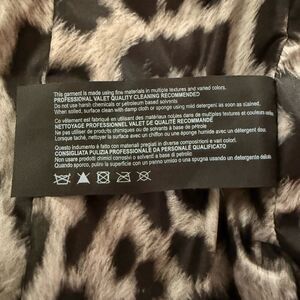 This garment is made using fine materials in multiple textures and varied colors.
PROFESSIONAL VALET QUALITY CLEANING RECOMMENDED
Do not use harsh chemicals or petroleum based solvents
When soiled, surface clean with damp cloth or sponge using mild detergent as soon as stained.
Ce vêtement est fabriqué en utilisant des matériaux nobles dans de multiples textures et couleurs
NETTOYAGE PROFESSIONNEL VALET DE QUALITÉ RECOMMANDÉ
Ne pas utiliser de produits chimiques ou de solvants à base de pétrole
En cas de salissure, nettoyer la surface avec un chiffon ou une éponge humide avec un détergent doux
Questo capo è realizzato con materiali pregiati in diverse composizioni e vari colori.
CONSIGLIATA PULIZIA PROFESSIONALE DA PERSONALE QUALIFICATO
Non usare prodotti chimici corrosivi o solventi a base di petrolio
Quando sporco, pulire la superficie con un panno umido o una spugna usando un detergente delicato